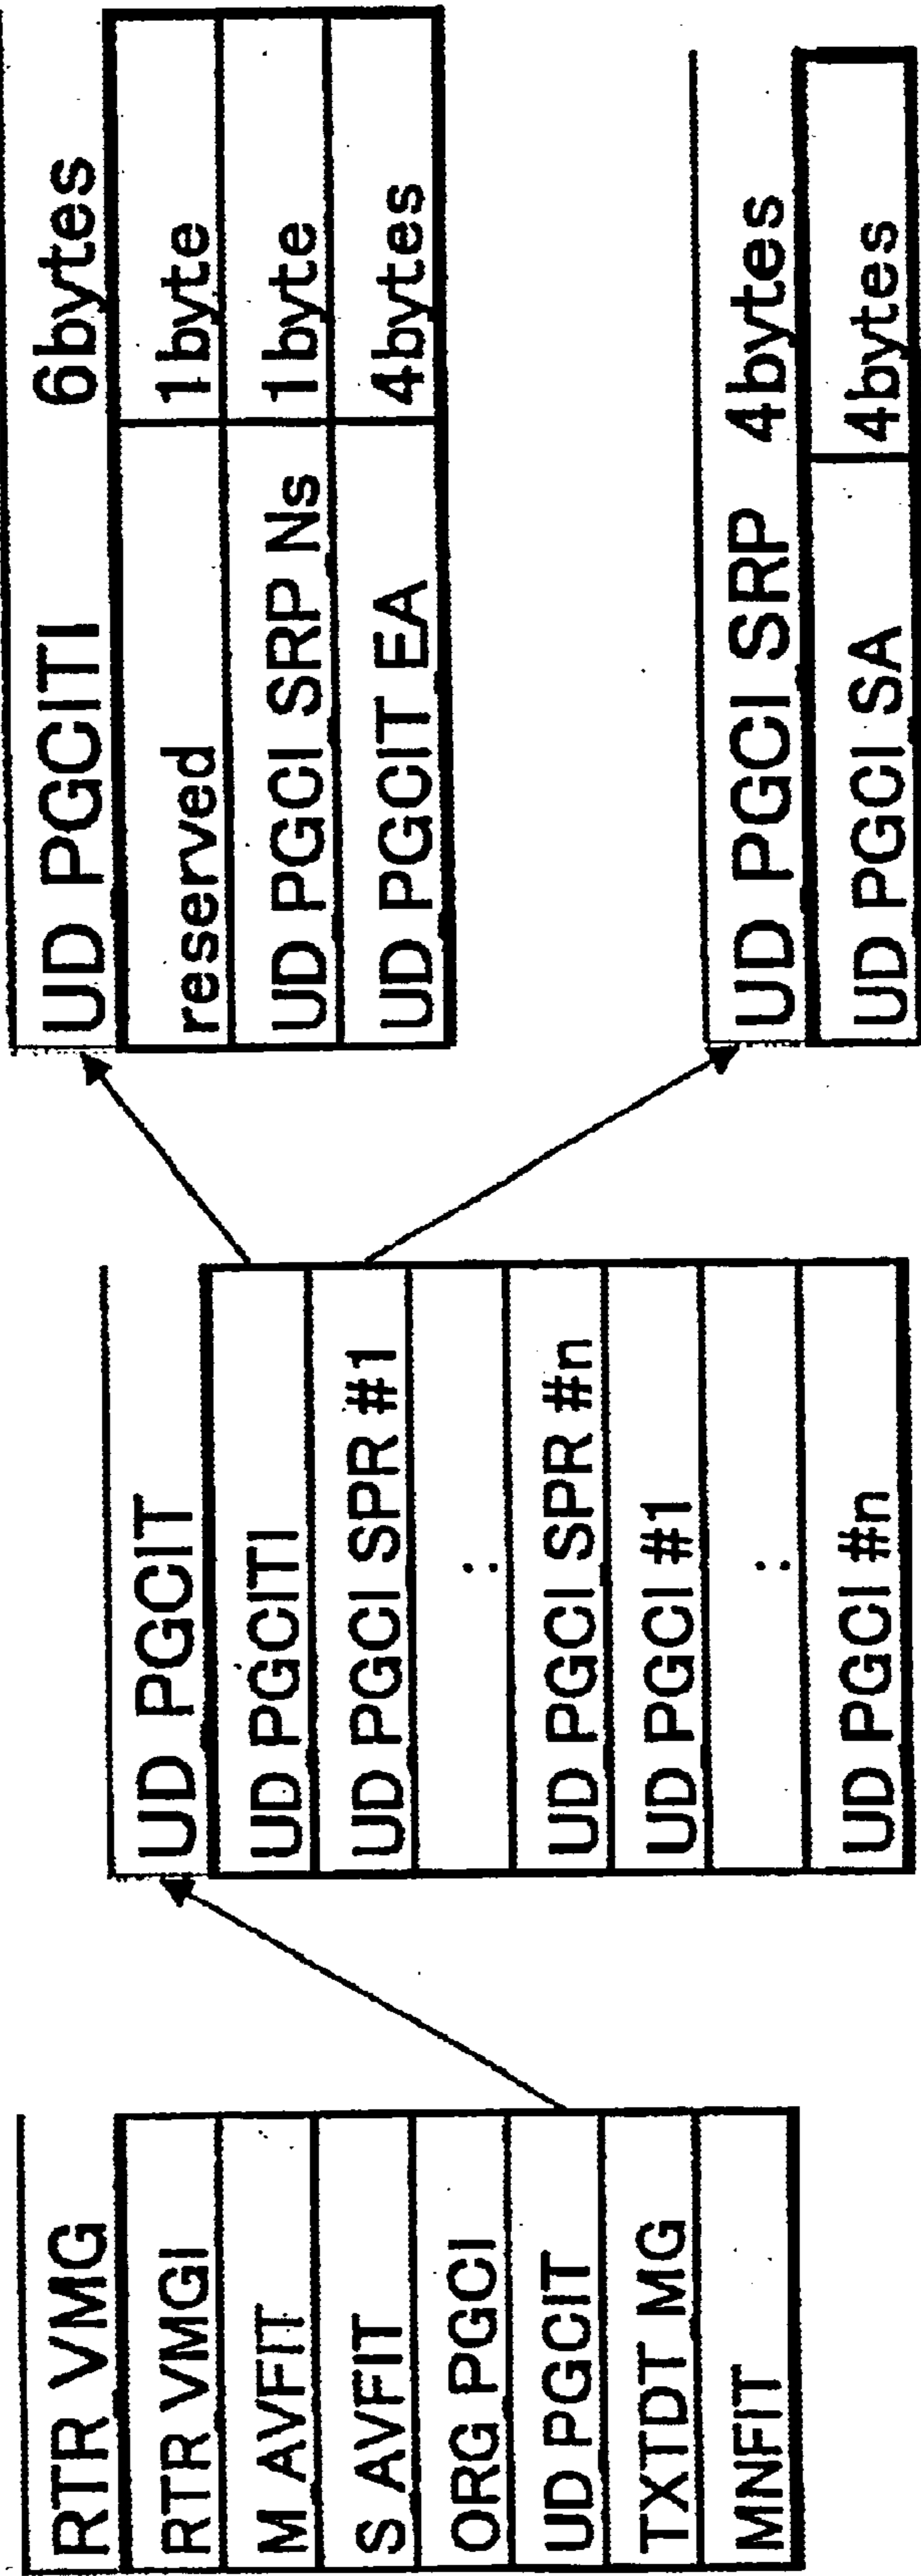 RTR VMG
RTR VMGI
M AVFIT
S AVFIT
ORG PGCI
UD PGCIT
TXTDT MG
MNFIT
UD PGCIT
UD PGCITI
UD PGCI SPR #1
:
UD PGCI SPR #n
UD PGCI #1
:
UD PGCI #n
UD PGCITI 6bytes
reserved 1byte
UD PGCI SRP Ns 1byte
UD PGCIT EA 4bytes
UD PGCI SRP 4bytes
UD PGCI SA 4bytes